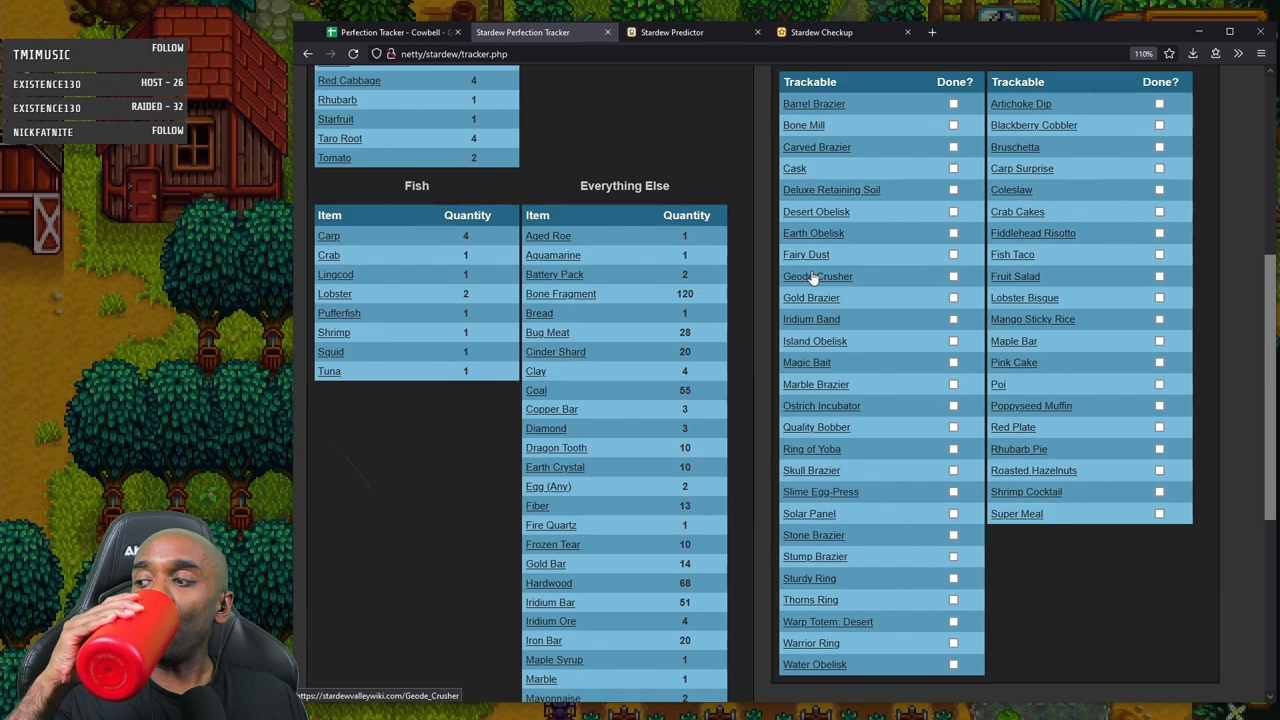 TMIMUSIC FOLLOW
EXISTENCE130 HOST - 26
EXISTENCE130 RAIDED - 32
NICKFATNITE FOLLOW
Perfection Tracker - Cowbell -
Stardew Perfection Tracker
Stardew Predictor
Stardew Checkup
netty/stardew/tracker.php
110%
Red Cabbage 4
Rhubarb 1
Starfruit 1
Taro Root 4
Tomato 2
Fish
Item Quantity
Carp 4
Crab 1
Lingcod 1
Lobster 2
Pufferfish 1
Shrimp 1
Squid 1
Tuna 1
Everything Else
Item Quantity
Aged Roe 1
Aquamarine 1
Battery Pack 2
Bone Fragment 120
Bread 1
Bug Meat 28
Cinder Shard 20
Clay 4
Coal 55
Copper Bar 3
Diamond 3
Dragon Tooth 10
Earth Crystal 10
Egg (Any) 2
Fiber 13
Fire Quartz 1
Frozen Tear 10
Gold Bar 14
Hardwood 68
Iridium Bar 51
Iridium Ore 4
Iron Bar 20
Maple Syrup 1
Marble 1
Mayonnaise 2
Trackable Done?
Barrel Brazier
Bone Mill
Carved Brazier
Cask
Deluxe Retaining Soil
Desert Obelisk
Earth Obelisk
Fairy Dust
Geode Crusher
Gold Brazier
Iridium Band
Island Obelisk
Magic Bait
Marble Brazier
Ostrich Incubator
Quality Bobber
Ring of Yoba
Skull Brazier
Slime Egg-Press
Solar Panel
Stone Brazier
Stump Brazier
Sturdy Ring
Thorns Ring
Warp Totem: Desert
Warrior Ring
Water Obelisk
Trackable Done?
Artichoke Dip
Blackberry Cobbler
Bruschetta
Carp Surprise
Coleslaw
Crab Cakes
Fiddlehead Risotto
Fish Taco
Fruit Salad
Lobster Bisque
Mango Sticky Rice
Maple Bar
Pink Cake
Poi
Poppyseed Muffin
Red Plate
Rhubarb Pie
Roasted Hazelnuts
Shrimp Cocktail
Super Meal
https://stardewvalleywiki.com/Geode_Crusher